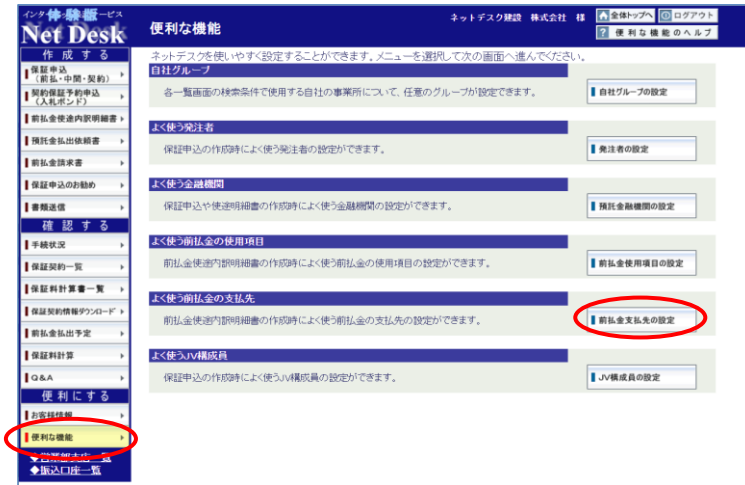 インタ体験版ービス
Net Desk
便利な機能
ネットデスク建設 株式会社 様
全体トップへ
ログアウト
便利な機能のヘルプ
作成する
保証申込
(前払・中間・契約)
契約保証予約申込
(入札ボンド)
前払金使途内訳明細書
預託金払出依頼書
前払金請求書
保証申込のお勧め
書類送信
確認する
手続状況
保証契約一覧
保証料計算書一覧
保証契約情報ダウンロード
前払金払出予定
保証料計算
Q&A
便利にする
お客様情報
便利な機能
◆営業部支店一覧
◆振込口座一覧
ネットデスクを使いやすく設定することができます。メニューを選択して次の画面へ進んでください。
自社グループ
各一覧画面の検索条件で使用する自社の事業所について、任意のグループが設定できます。
自社グループの設定
よく使う発注者
保証申込の作成時によく使う発注者の設定ができます。
発注者の設定
よく使う金融機関
保証申込や使途明細書の作成時によく使う金融機関の設定ができます。
預託金融機関の設定
よく使う前払金の使用項目
前払金使途内訳明細書の作成時によく使う前払金の使用項目の設定ができます。
前払金使用項目の設定
よく使う前払金の支払先
前払金使途内訳明細書の作成時によく使う前払金の支払先の設定ができます。
前払金支払先の設定
よく使うJV構成員
保証申込の作成時によく使うJV構成員の設定ができます。
JV構成員の設定